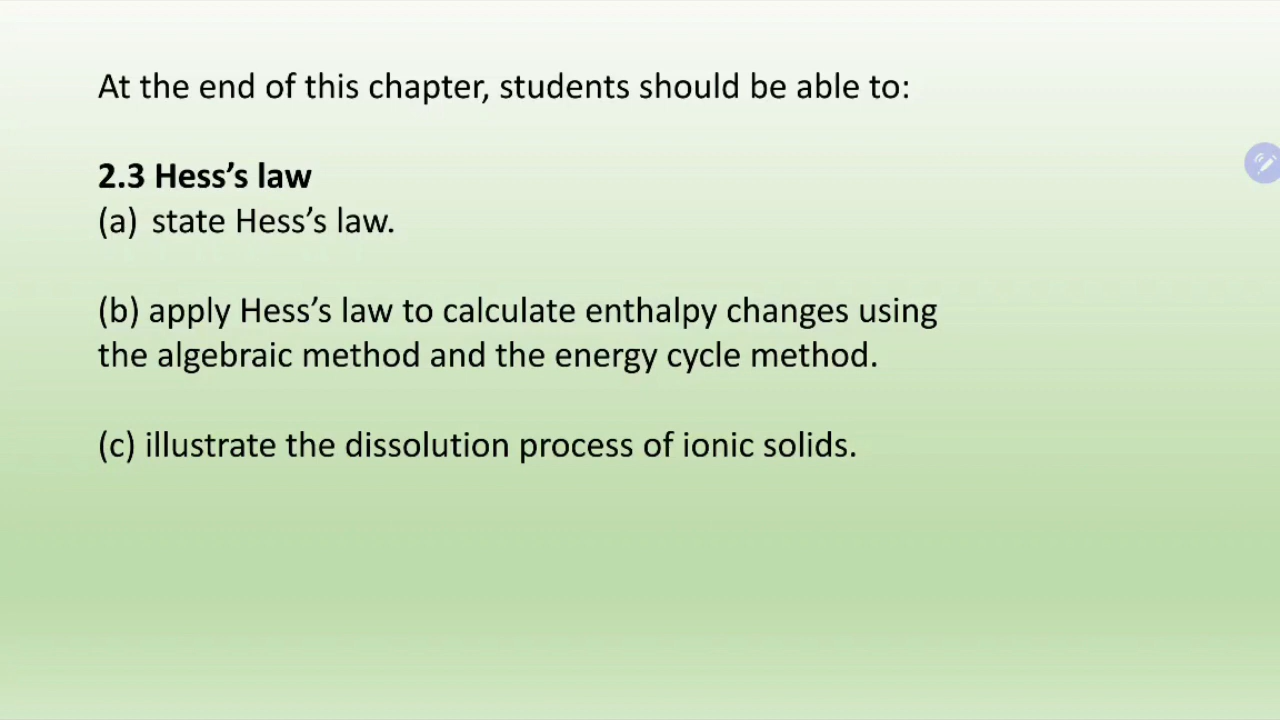 At the end of this chapter, students should be able to:
2.3 Hess’s law
(a) state Hess’s law.
(b) apply Hess’s law to calculate enthalpy changes using
the algebraic method and the energy cycle method.
(c) illustrate the dissolution process of ionic solids.